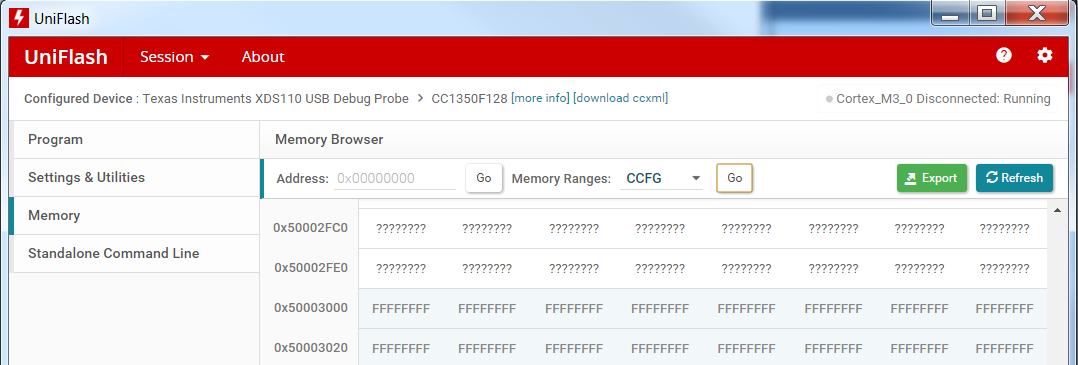 UniFlash
UniFlash Session About
Configured Device : Texas Instruments XDS110 USB Debug Probe > CC1350F128 [more info] [download ccxml] Cortex_M3_0 Disconnected: Running
Program
Settings & Utilities
Memory
Standalone Command Line
Memory Browser
Address: 0x00000000 Go Memory Ranges: CCFG Go Export Refresh
0x50002FC0 ???????? ???????? ???????? ???????? ???????? ???????? ???????? ????????
0x50002FE0 ???????? ???????? ???????? ???????? ???????? ???????? ???????? ????????
0x50003000 FFFFFFFF FFFFFFFF FFFFFFFF FFFFFFFF FFFFFFFF FFFFFFFF FFFFFFFF FFFFFFFF
0x50003020 FFFFFFFF FFFFFFFF FFFFFFFF FFFFFFFF FFFFFFFF FFFFFFFF FFFFFFFF FFFFFFFF